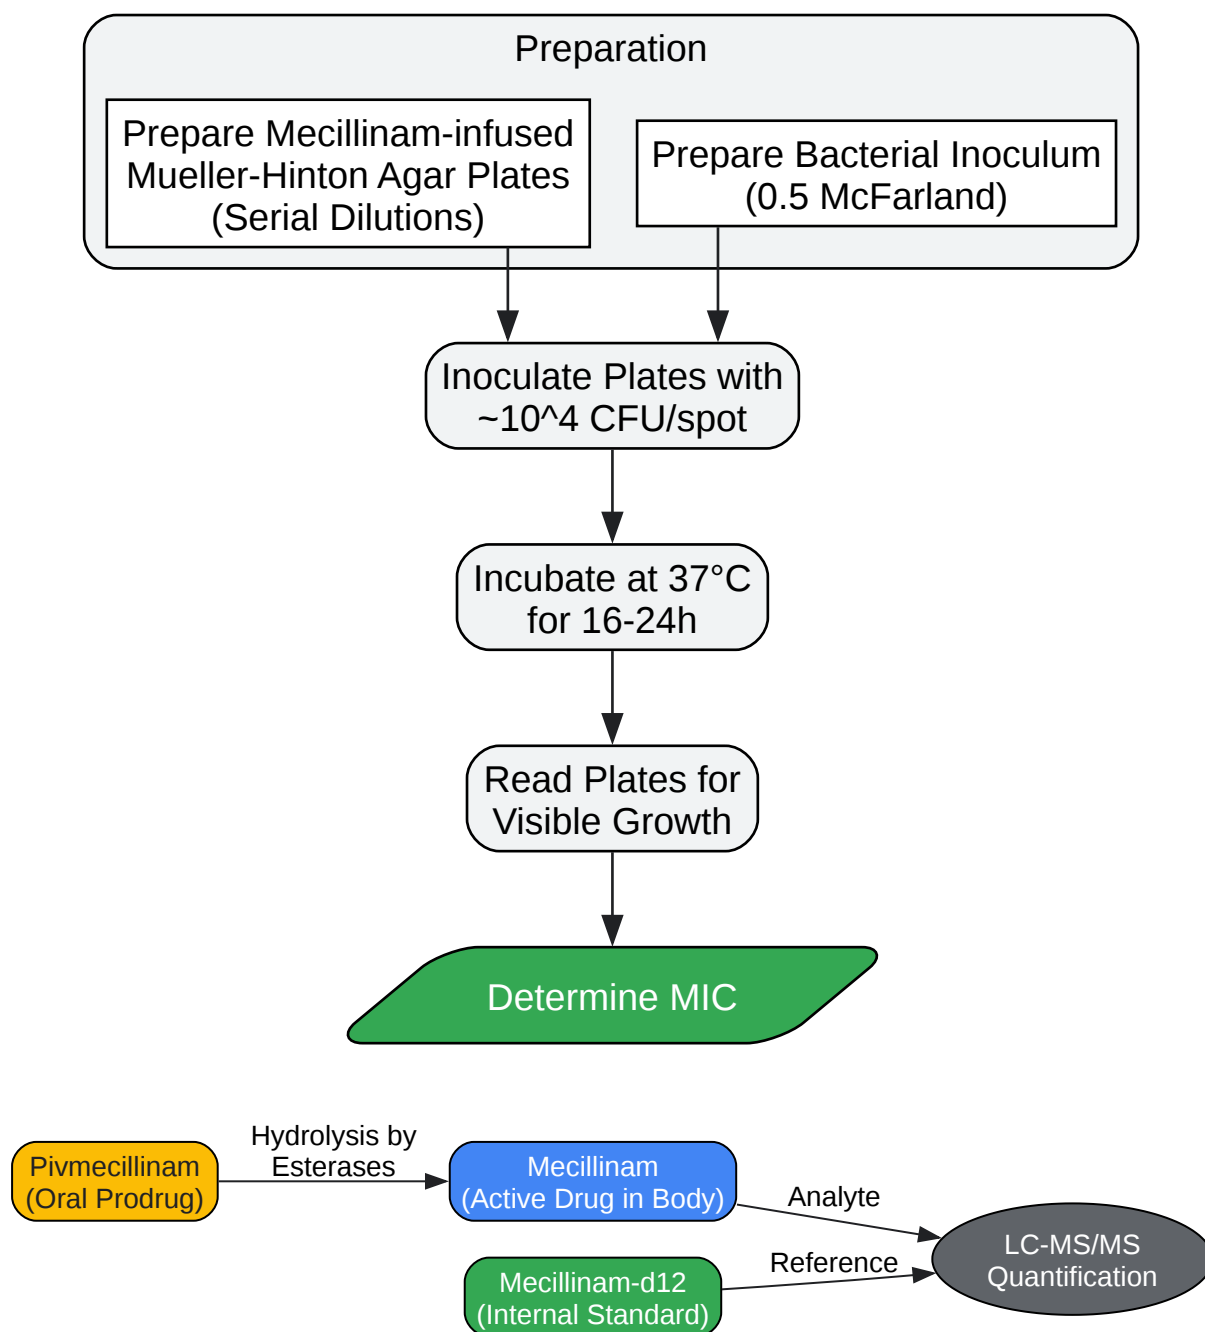 Preparation
Prepare Mecillinam-infused
Mueller-Hinton Agar Plates
(Serial Dilutions)
Prepare Bacterial Inoculum
(0.5 McFarland)
Inoculate Plates with
~10^4 CFU/spot
Incubate at 37°C
for 16-24h
Read Plates for
Visible Growth
Determine MIC
Pivmecillinam
(Oral Prodrug)
Hydrolysis by
Esterases
Mecillinam
(Active Drug in Body)
Analyte
Mecillinam-d12
(Internal Standard)
Reference
LC-MS/MS
Quantification